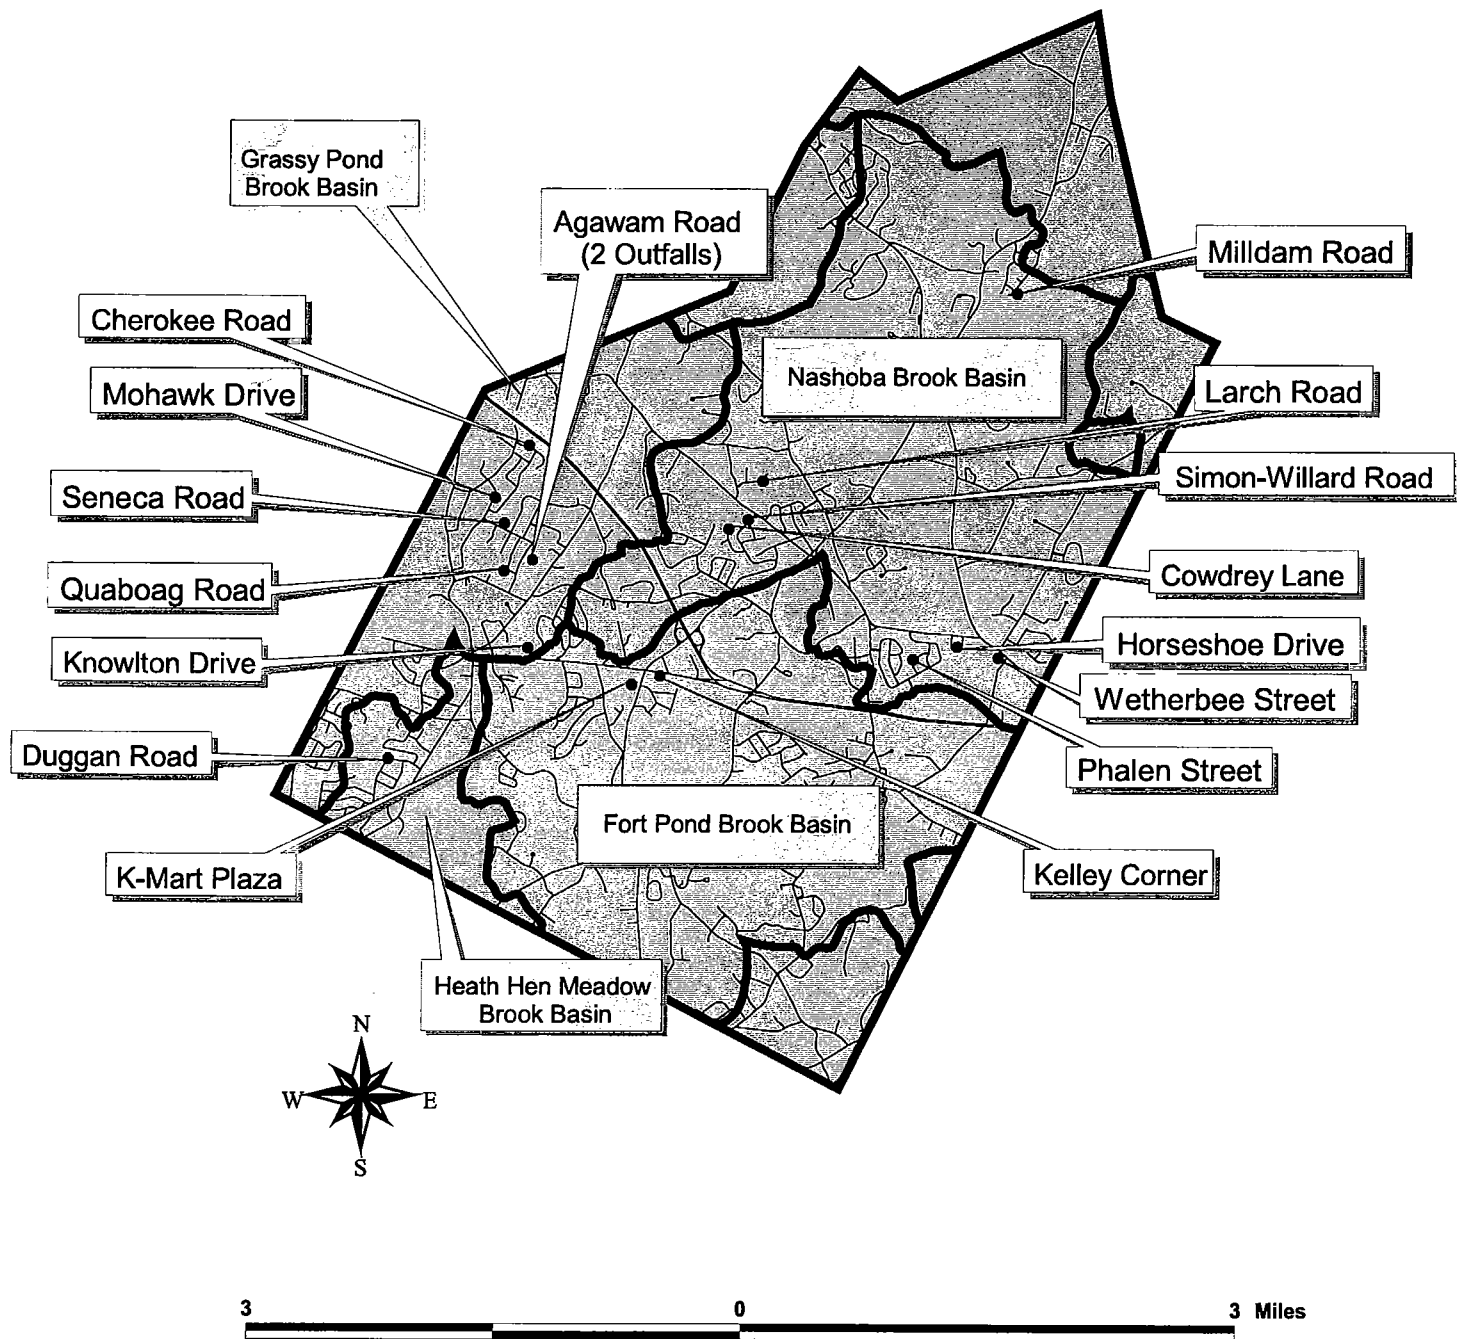 Grassy Pond
Brook Basin
Agawam Road
(2 Outfalls)
Milldam Road
Cherokee Road
Mohawk Drive
Nashoba Brook Basin
Larch Road
Seneca Road
Simon-Willard Road
Quaboag Road
Cowdrey Lane
Knowlton Drive
Horseshoe Drive
Wetherbee Street
Duggan Road
Phalen Street
Fort Pond Brook Basin
K-Mart Plaza
Kelley Corner
Heath Hen Meadow
Brook Basin
N
W
E
S
3 0 3 Miles